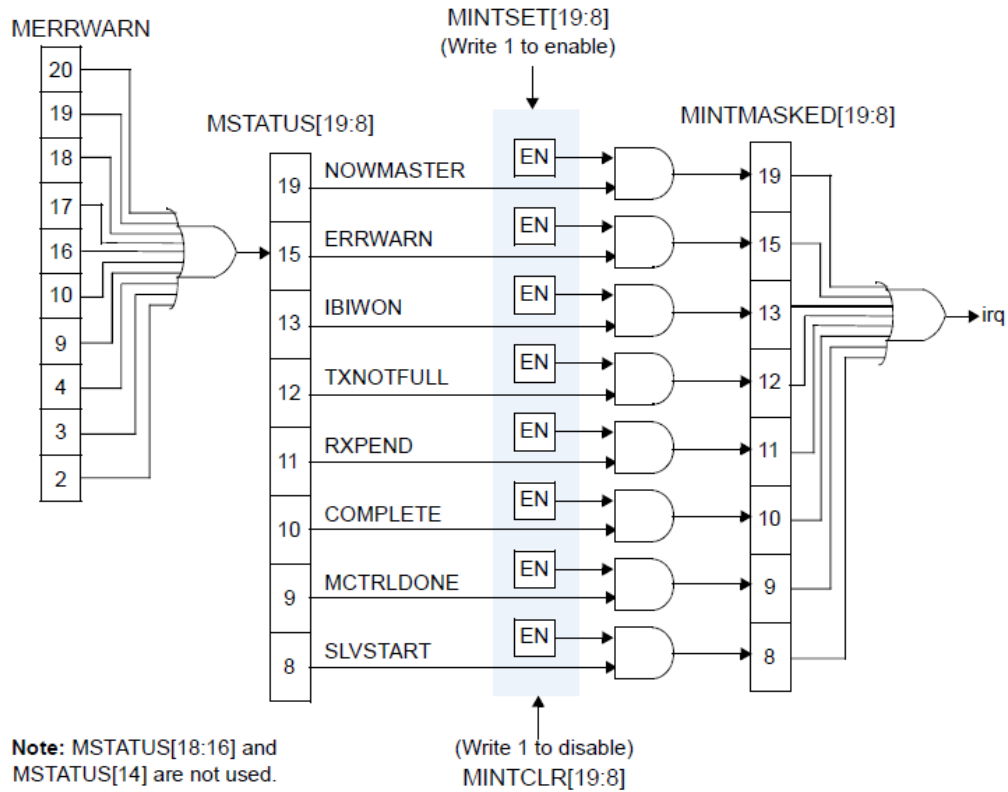 MERRWARN
20
19
18
17
16
10
9
4
3
2
MSTATUS[19:8]
19
15
13
12
11
10
9
8
NOWMASTER
ERRWARN
IBIWON
TXNOTFULL
RXPEND
COMPLETE
MCTRLDONE
SLVSTART
MINTSET[19:8]
(Write 1 to enable)
EN
EN
EN
EN
EN
EN
EN
EN
(Write 1 to disable)
MINTCLR[19:8]
MINTMASKED[19:8]
19
15
13
12
11
10
9
8
irq
Note: MSTATUS[18:16] and
MSTATUS[14] are not used.